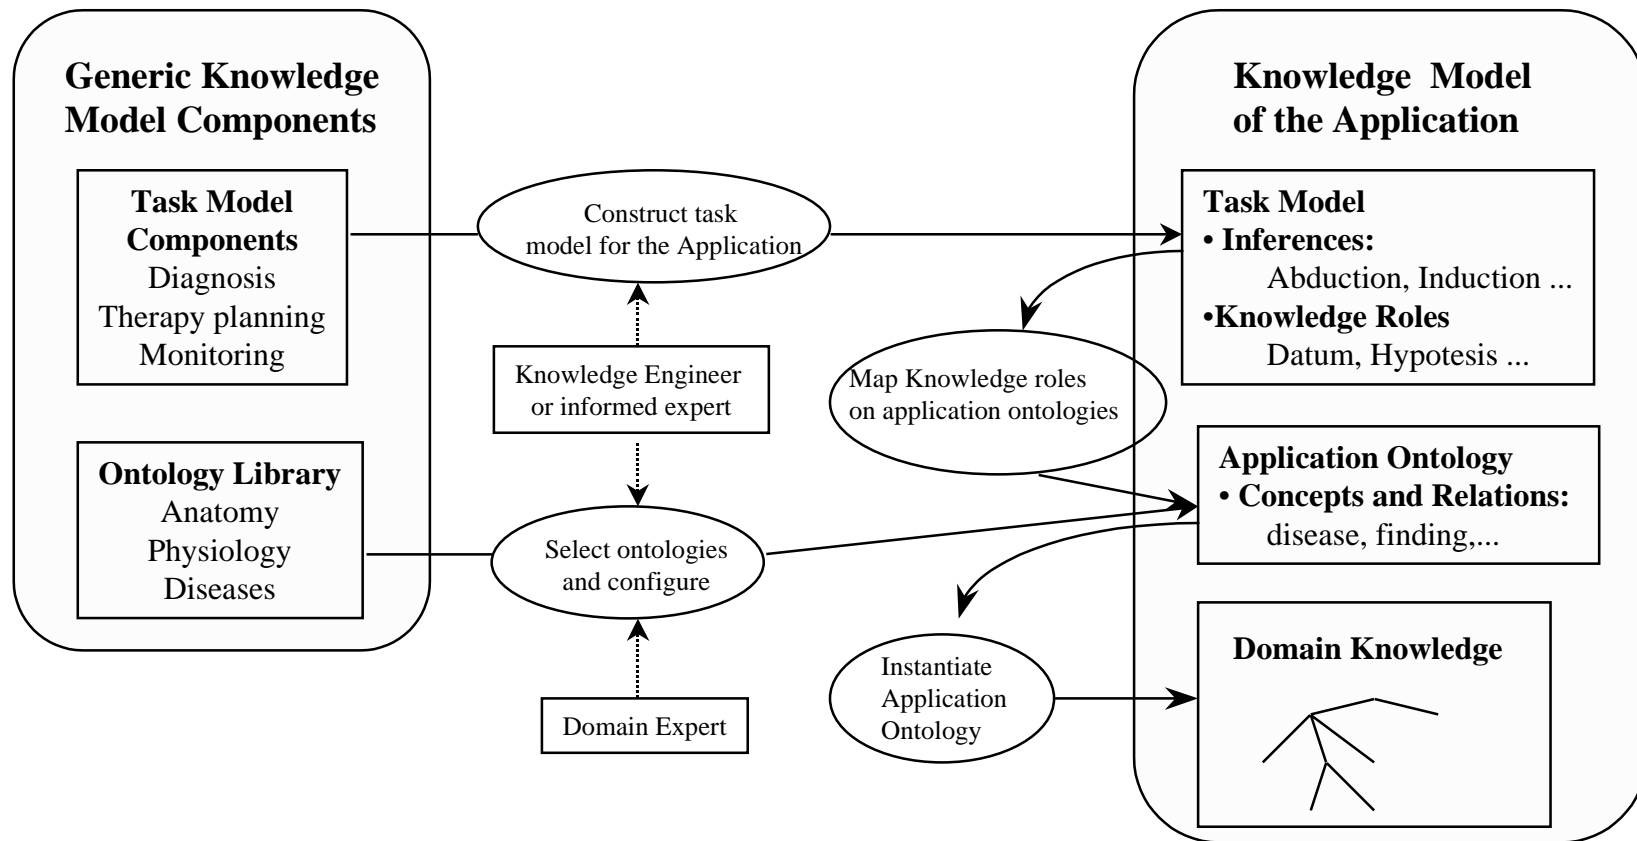 Generic Knowledge
Model Components
Task Model
Components
Diagnosis
Therapy planning
Monitoring
Ontology Library
Anatomy
Physiology
Diseases
Construct task
model for the Application
Knowledge Engineer
or informed expert
Select ontologies
and configure
Domain Expert
Map Knowledge roles
on application ontologies
Instantiate
Application
Ontology
Knowledge Model
of the Application
Task Model
• Inferences:
Abduction, Induction ...
•Knowledge Roles
Datum, Hypotesis ...
Application Ontology
• Concepts and Relations:
disease, finding,...
Domain Knowledge